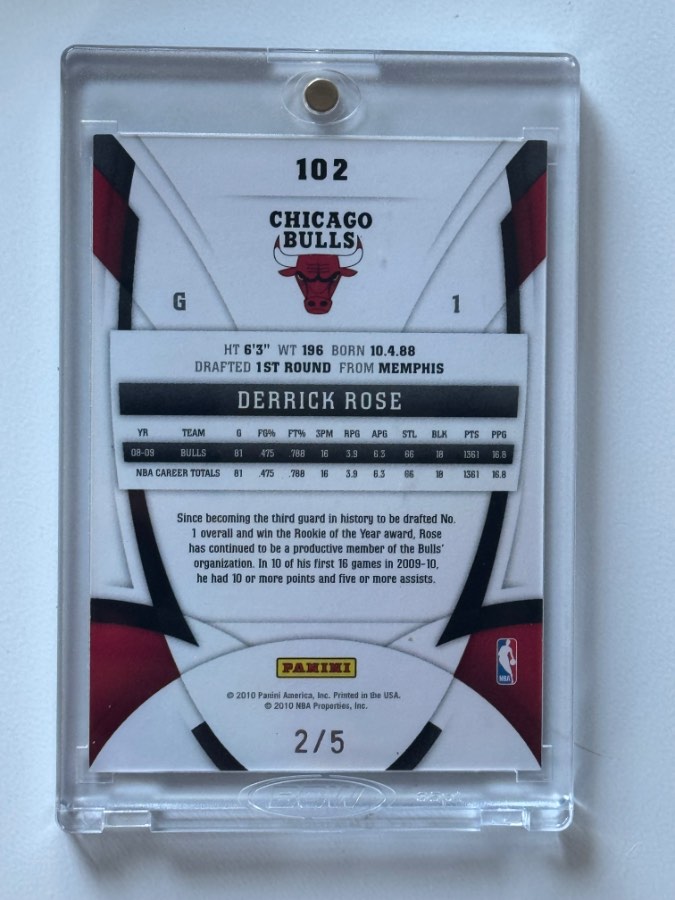 102
CHICAGO
BULLS
G 1
HT 6'3" WT 196 BORN 10.4.88
DRAFTED 1ST ROUND FROM MEMPHIS
DERRICK ROSE
YR TEAM G FG% FT% 3PM RPG APG STL BLK PTS PPG
08-09 BULLS 81 .475 .788 16 3.9 6.3 66 18 1361 16.8
NBA CAREER TOTALS 81 .475 .788 16 3.9 6.3 66 18 1361 16.8
Since becoming the third guard in history to be drafted No.
1 overall and win the Rookie of the Year award, Rose
has continued to be a productive member of the Bulls'
organization. In 10 of his first 16 games in 2009-10,
he had 10 or more points and five or more assists.
PANINI
NBA
© 2010 Panini America, Inc. Printed in the USA.
© 2010 NBA Properties, Inc.
2/5
BCW